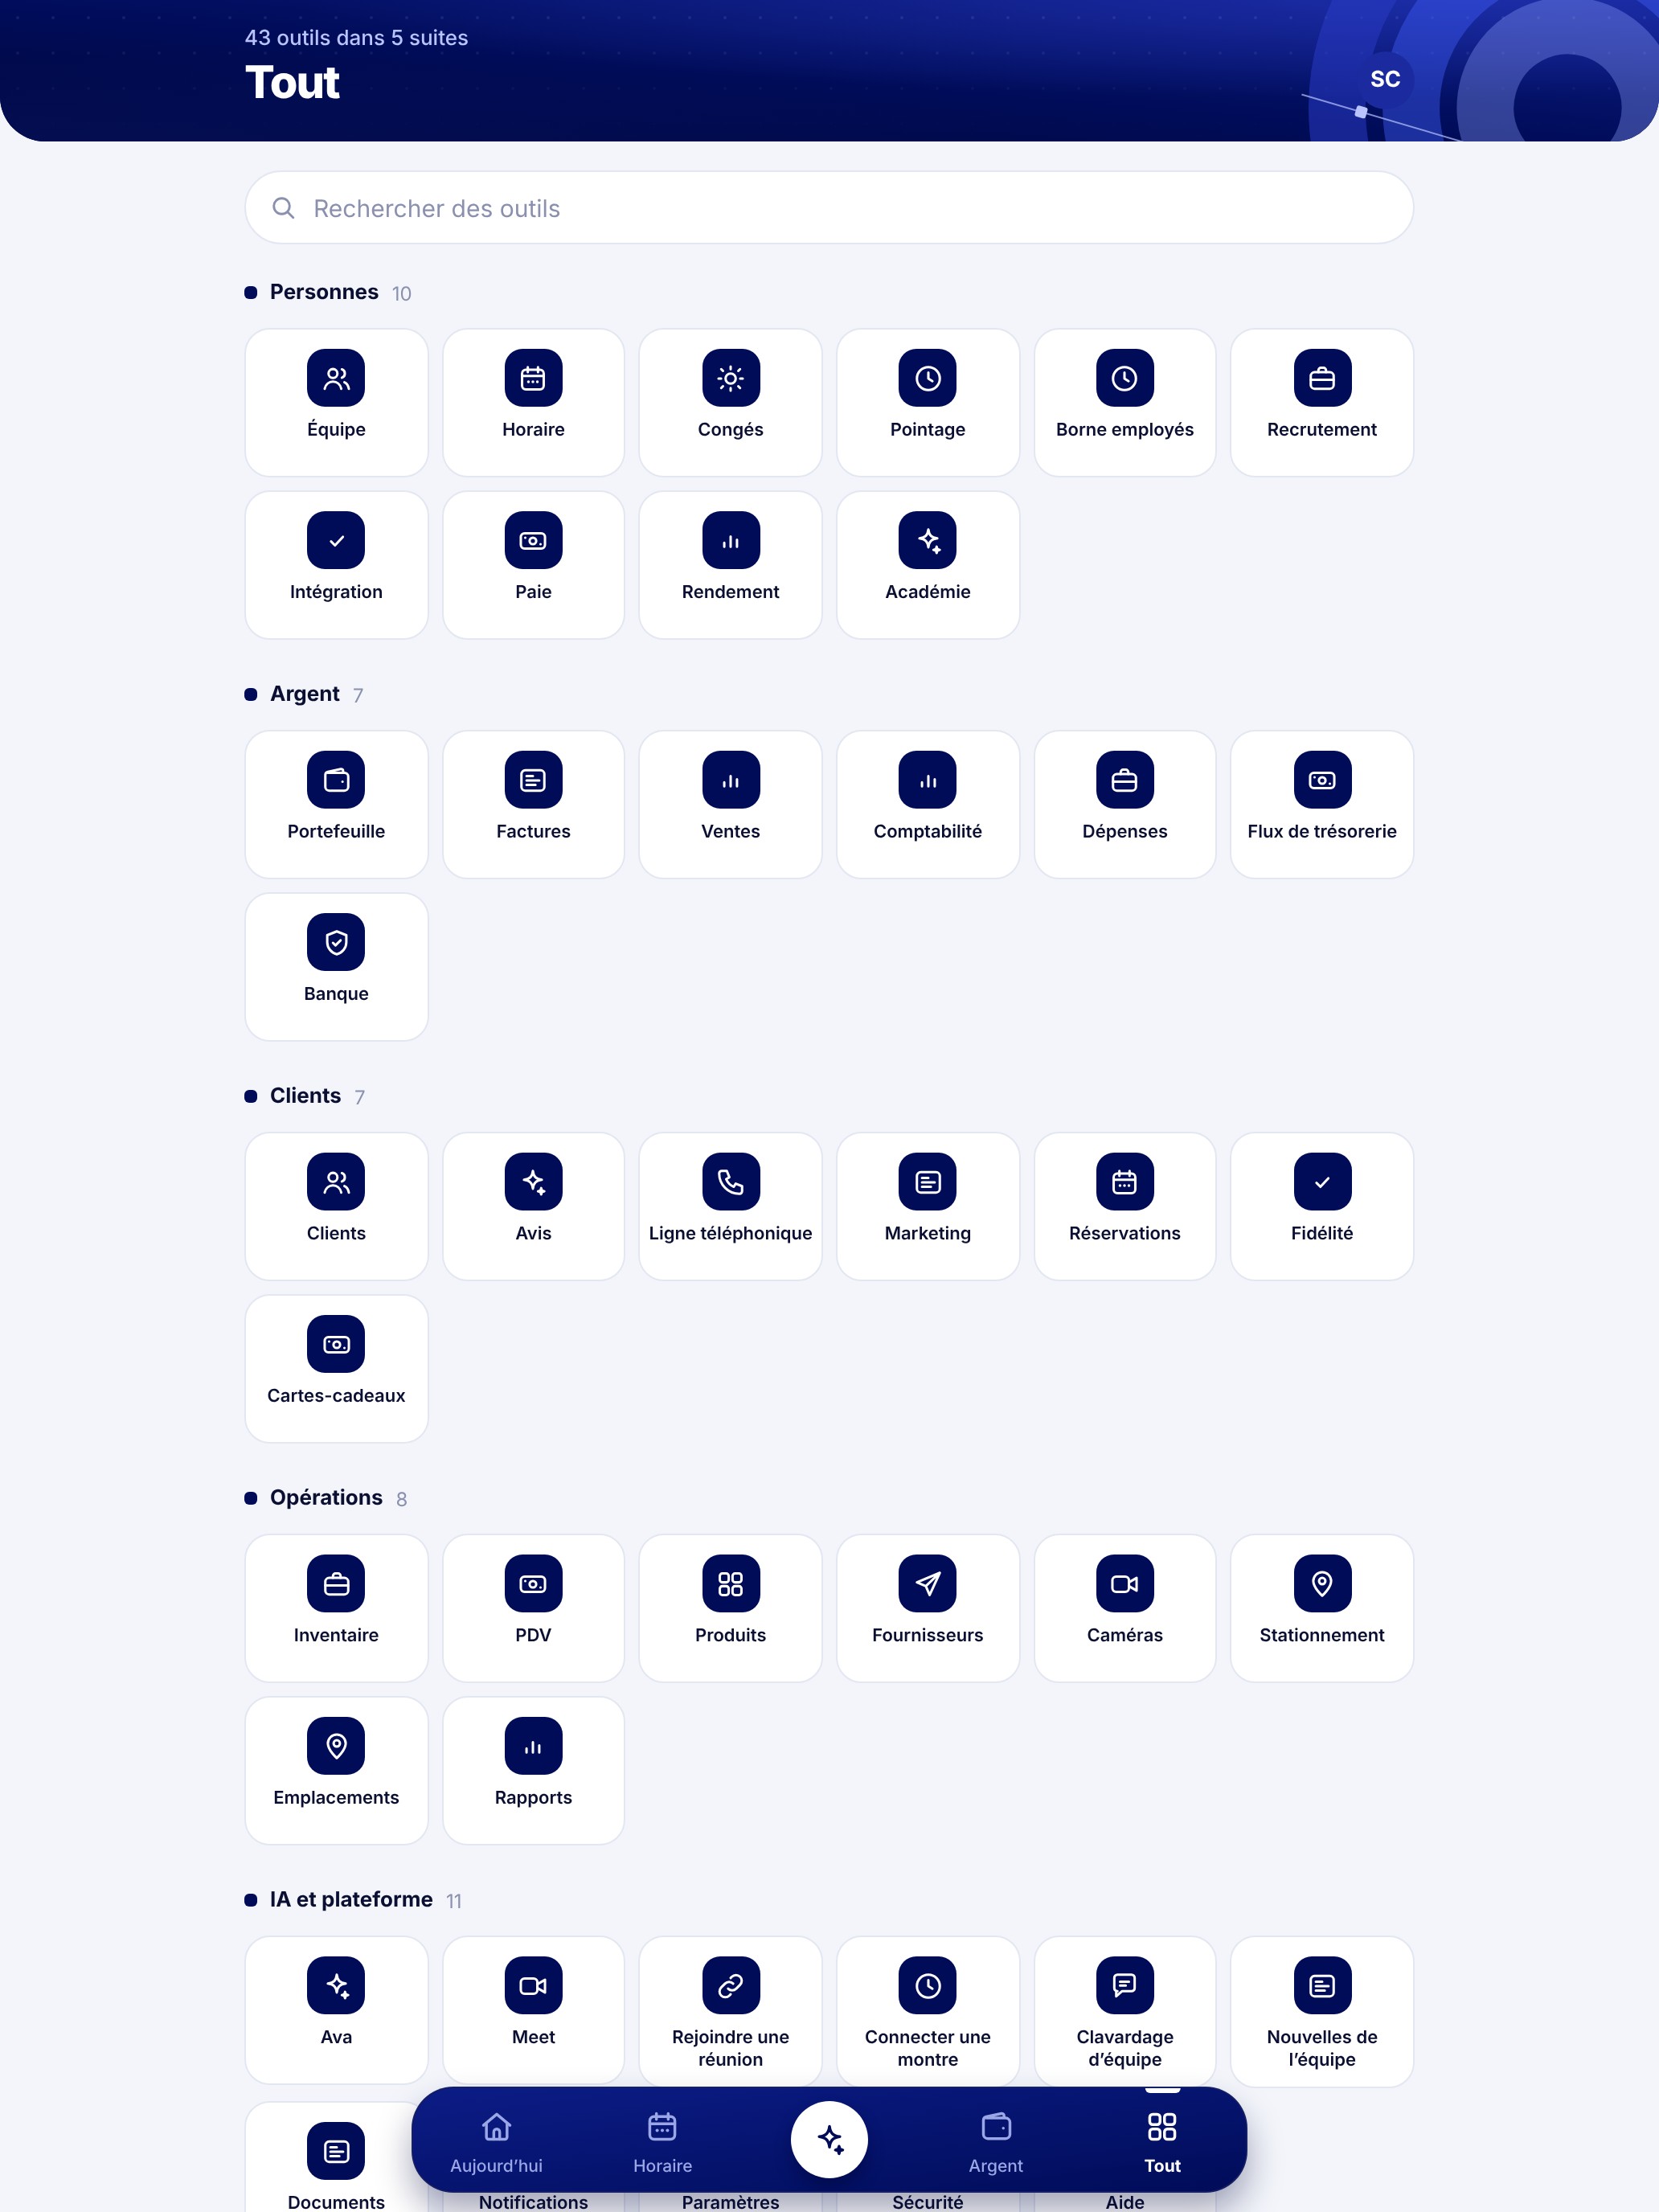 43 outils dans 5 suites
Tout
SC
Rechercher des outils
Personnes 10
Équipe
Horaire
Congés
Pointage
Borne employés
Recrutement
Intégration
Paie
Rendement
Académie
Argent 7
Portefeuille
Factures
Ventes
Comptabilité
Dépenses
Flux de trésorerie
Banque
Clients 7
Clients
Avis
Ligne téléphonique
Marketing
Réservations
Fidélité
Cartes-cadeaux
Opérations 8
Inventaire
PDV
Produits
Fournisseurs
Caméras
Stationnement
Emplacements
Rapports
IA et plateforme 11
Ava
Meet
Rejoindre une
réunion
Connecter une
montre
Clavardage
d’équipe
Nouvelles de
l’équipe
Documents
Notifications
Paramètres
Sécurité
Aide
Aujourd’hui
Horaire
Argent
Tout